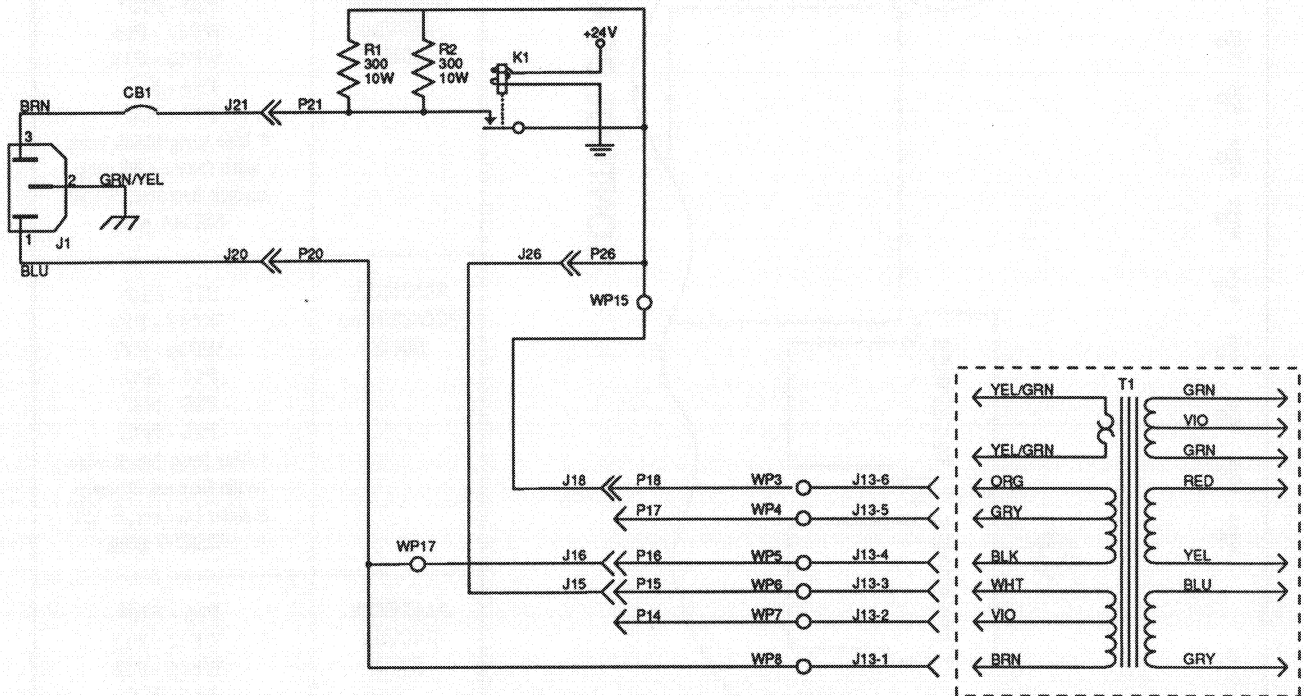 +24V
R1
300
10W
R2
300
10W
K1
CB1
BRN
J21
P21
3
2
GRN/YEL
1
J1
BLU
J20
P20
J26
P26
WP15
T1
YEL/GRN
GRN
VIO
YEL/GRN
GRN
J18
P18
WP3
J13-6
ORG
RED
P17
WP4
J13-5
GRY
WP17
J16
P16
WP5
J13-4
BLK
YEL
J15
P15
WP6
J13-3
WHT
BLU
P14
WP7
J13-2
VIO
WP8
J13-1
BRN
GRY